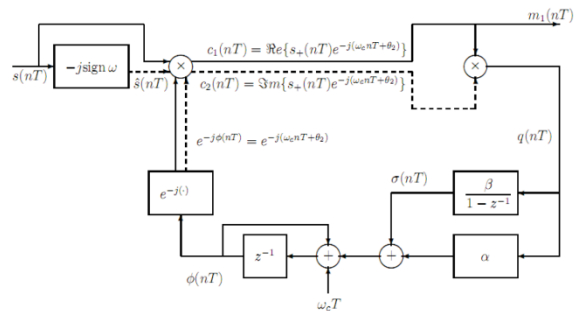 m₁(nT)
c₁(nT) = ℜe{s₊(nT)e^{-j(ω_c nT+θ₂)}}
-jsign ω
s(nT)
ŝ(nT)
c₂(nT) = ℑm{s₊(nT)e^{-j(ω_c nT+θ₂)}}
×
×
e^{-jφ(nT)} = e^{-j(ω_c nT+θ₂)}
q(nT)
e^{-j(·)}
σ(nT)
β
1 − z⁻¹
φ(nT)
z⁻¹
+
+
α
ω_c T